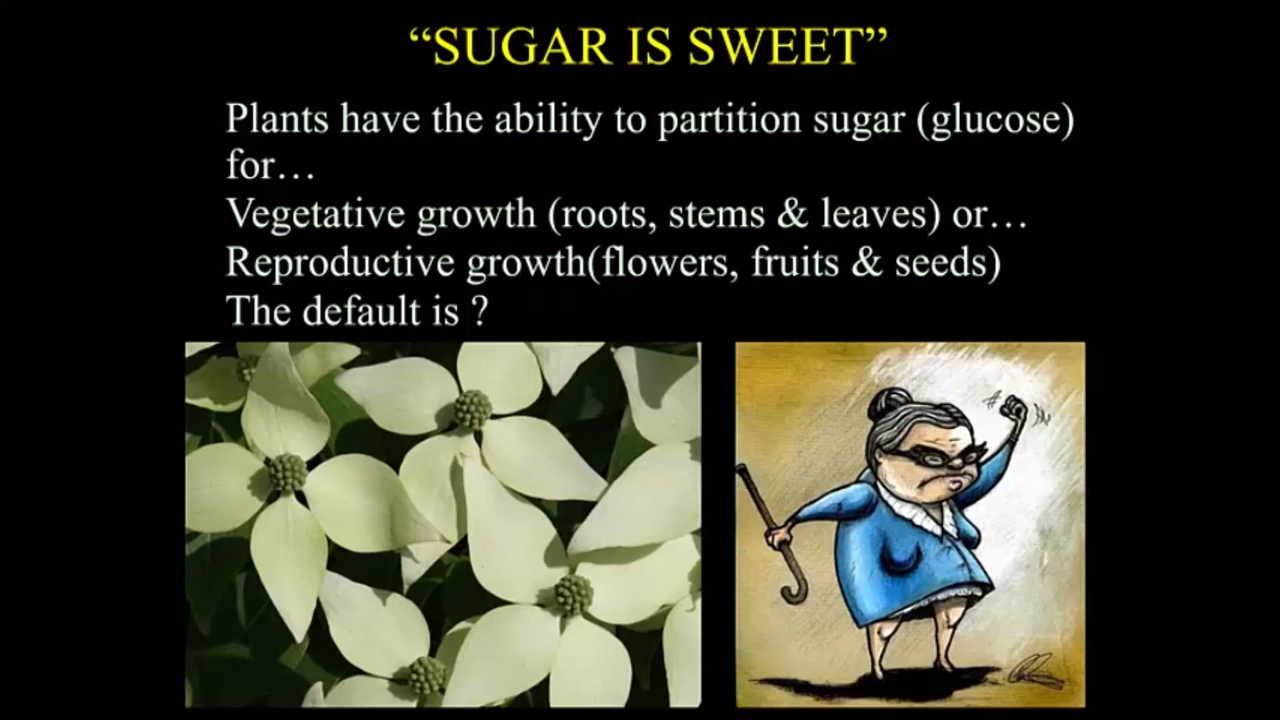 “SUGAR IS SWEET”
Plants have the ability to partition sugar (glucose)
for…
Vegetative growth (roots, stems & leaves) or…
Reproductive growth(flowers, fruits & seeds)
The default is ?